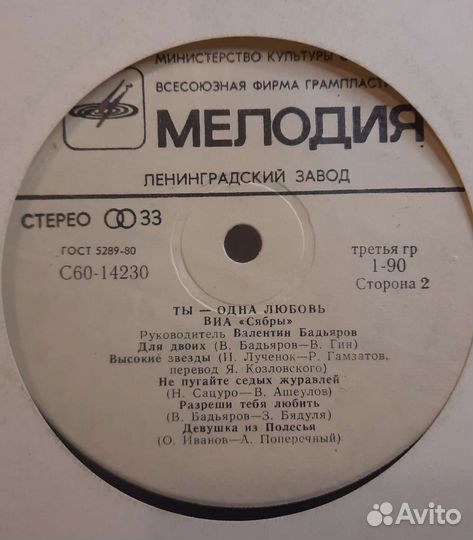 МИНИСТЕРСТВО КУЛЬТУРЫ
ВСЕСОЮЗНАЯ ФИРМА
МЕЛОДИЯ
ЛЕНИНГРАДСКИЙ ЗАВОД
СТЕРЕО 33
ГОСТ 5289-80
С60-14230
третья гр
1-90
Сторона 2
ТЫ — ОДНА ЛЮБОВЬ
ВИА «Сябры»
Руководитель Валентин Бадьяров
Для двоих (В. Бадьяров—В. Гин)
Высокие звезды (И. Лученок—Р. Гамзатов,
перевод Я. Козловского)
Не пугайте седых журавлей
(Н. Сацуро—В. Ашеулов)
Разреши тебя любить
(В. Бадьяров—З. Бядуля)
Девушка из Полесья
(О. Иванов—А. Поперечный)
Avito